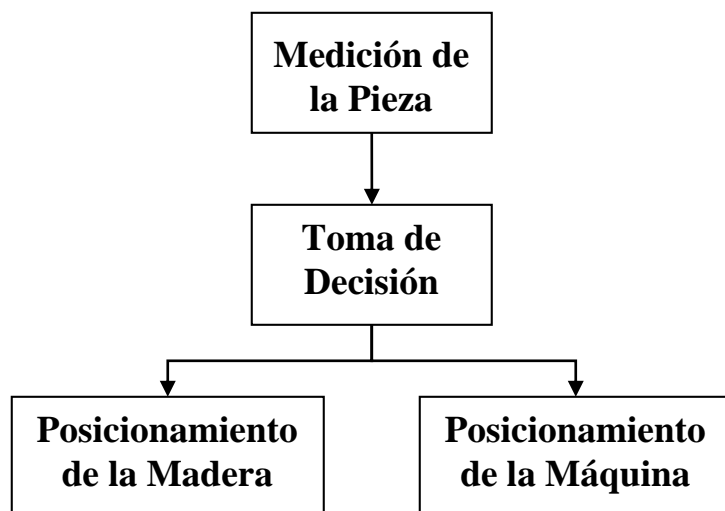 Medición de
la Pieza
Toma de
Decisión
Posicionamiento
de la Madera
Posicionamiento
de la Máquina